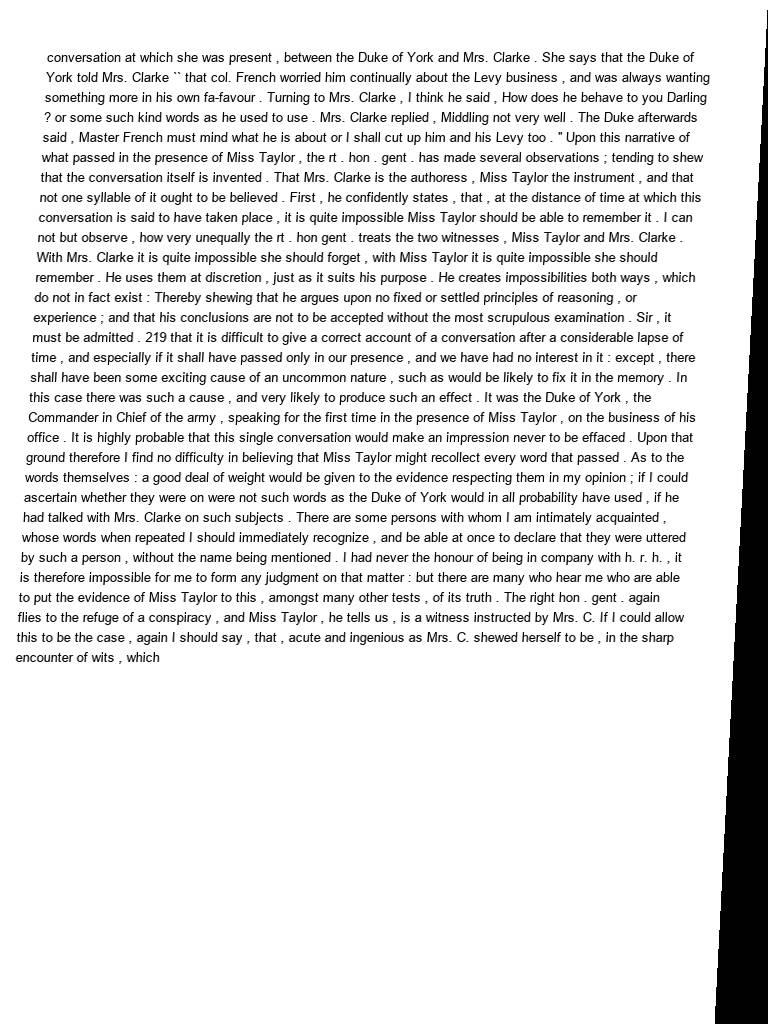 conversation at which she was present , between the Duke of York and Mrs. Clarke . She says that the Duke of
York told Mrs. Clarke `` that col. French worried him continually about the Levy business , and was always wanting
something more in his own fa-favour . Turning to Mrs. Clarke , I think he said , How does he behave to you Darling
? or some such kind words as he used to use . Mrs. Clarke replied , Middling not very well . The Duke afterwards
said , Master French must mind what he is about or I shall cut up him and his Levy too . " Upon this narrative of
what passed in the presence of Miss Taylor , the rt . hon . gent . has made several observations ; tending to shew
that the conversation itself is invented . That Mrs. Clarke is the authoress , Miss Taylor the instrument , and that
not one syllable of it ought to be believed . First , he confidently states , that , at the distance of time at which this
conversation is said to have taken place , it is quite impossible Miss Taylor should be able to remember it . I can
not but observe , how very unequally the rt . hon gent . treats the two witnesses , Miss Taylor and Mrs. Clarke .
With Mrs. Clarke it is quite impossible she should forget , with Miss Taylor it is quite impossible she should
remember . He uses them at discretion , just as it suits his purpose . He creates impossibilities both ways , which
do not in fact exist : Thereby shewing that he argues upon no fixed or settled principles of reasoning , or
experience ; and that his conclusions are not to be accepted without the most scrupulous examination . Sir , it
must be admitted . 219 that it is difficult to give a correct account of a conversation after a considerable lapse of
time , and especially if it shall have passed only in our presence , and we have had no interest in it : except , there
shall have been some exciting cause of an uncommon nature , such as would be likely to fix it in the memory . In
this case there was such a cause , and very likely to produce such an effect . It was the Duke of York , the
Commander in Chief of the army , speaking for the first time in the presence of Miss Taylor , on the business of his
office . It is highly probable that this single conversation would make an impression never to be effaced . Upon that
ground therefore I find no difficulty in believing that Miss Taylor might recollect every word that passed . As to the
words themselves : a good deal of weight would be given to the evidence respecting them in my opinion ; if I could
ascertain whether they were on were not such words as the Duke of York would in all probability have used , if he
had talked with Mrs. Clarke on such subjects . There are some persons with whom I am intimately acquainted ,
whose words when repeated I should immediately recognize , and be able at once to declare that they were uttered
by such a person , without the name being mentioned . I had never the honour of being in company with h. r. h. , it
is therefore impossible for me to form any judgment on that matter : but there are many who hear me who are able
to put the evidence of Miss Taylor to this , amongst many other tests , of its truth . The right hon . gent . again
flies to the refuge of a conspiracy , and Miss Taylor , he tells us , is a witness instructed by Mrs. C. If I could allow
this to be the case , again I should say , that , acute and ingenious as Mrs. C. shewed herself to be , in the sharp
encounter of wits , which